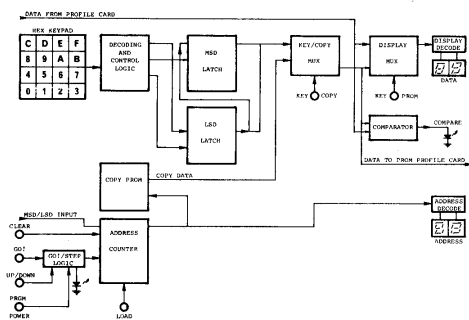 DATA FROM PROFILE CARD
HEX KEYPAD
C D E F
8 9 A B
4 5 6 7
0 1 2 3
DECODING
AND
CONTROL
LOGIC
MSD
LATCH
LSD
LATCH
KEY/COPY
MUX
KEY COPY
DISPLAY
MUX
KEY PROM
DISPLAY
DECODE
DATA
COMPARATOR
COMPARE
DATA TO PROM PROFILE CARD
COPY PROM
COPY DATA
MSD/LSD INPUT
CLEAR
GO!
GO!/STEP
LOGIC
UP/DOWN
PRGM
POWER
ADDRESS
COUNTER
LOAD
ADDRESS
DECODE
ADDRESS